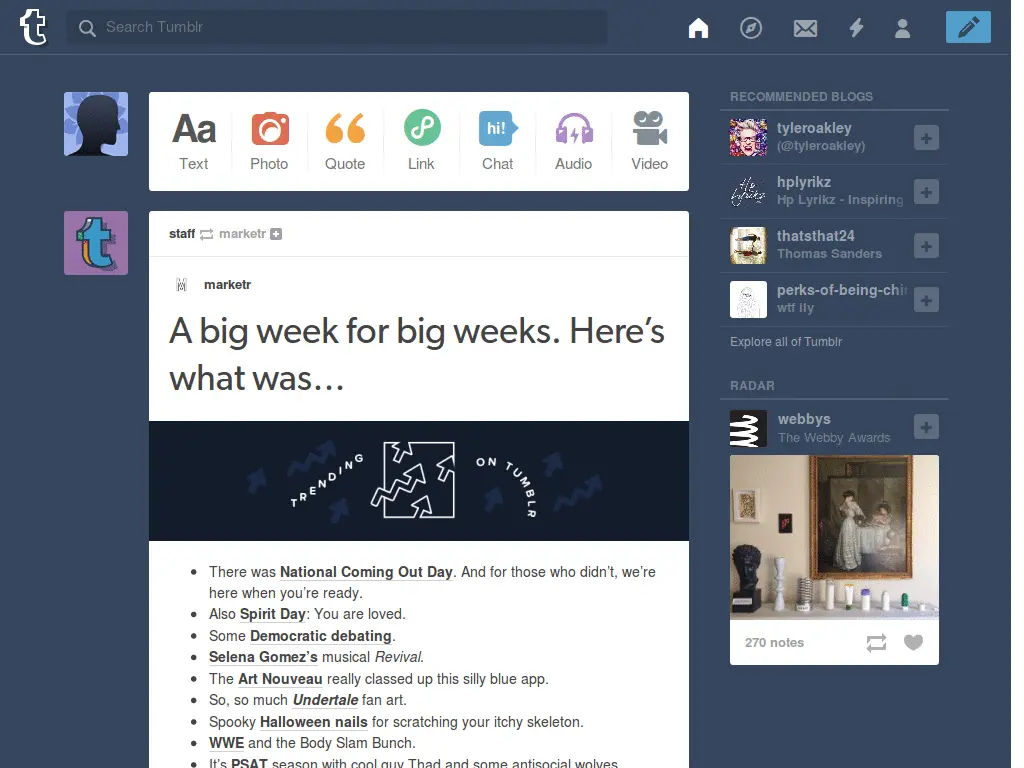 Search Tumblr
Aa
Text
Photo
Quote
Link
hi!
Chat
Audio
Video
staff marketr
marketr
A big week for big weeks. Here’s
what was…
TRENDING
ON TUMBLR
There was National Coming Out Day. And for those who didn’t, we’re
here when you’re ready.
Also Spirit Day: You are loved.
Some Democratic debating.
Selena Gomez’s musical Revival.
The Art Nouveau really classed up this silly blue app.
So, so much Undertale fan art.
Spooky Halloween nails for scratching your itchy skeleton.
WWE and the Body Slam Bunch.
It’s PSAT season with cool guy Thad and some antisocial wolves.
RECOMMENDED BLOGS
tyleroakley
(@tyleroakley)
Hp Lyrikz
hplyrikz
Hp Lyrikz - Inspiring
thatsthat24
Thomas Sanders
perks-of-being-chi
wtf ily
Explore all of Tumblr
RADAR
webbys
The Webby Awards
270 notes